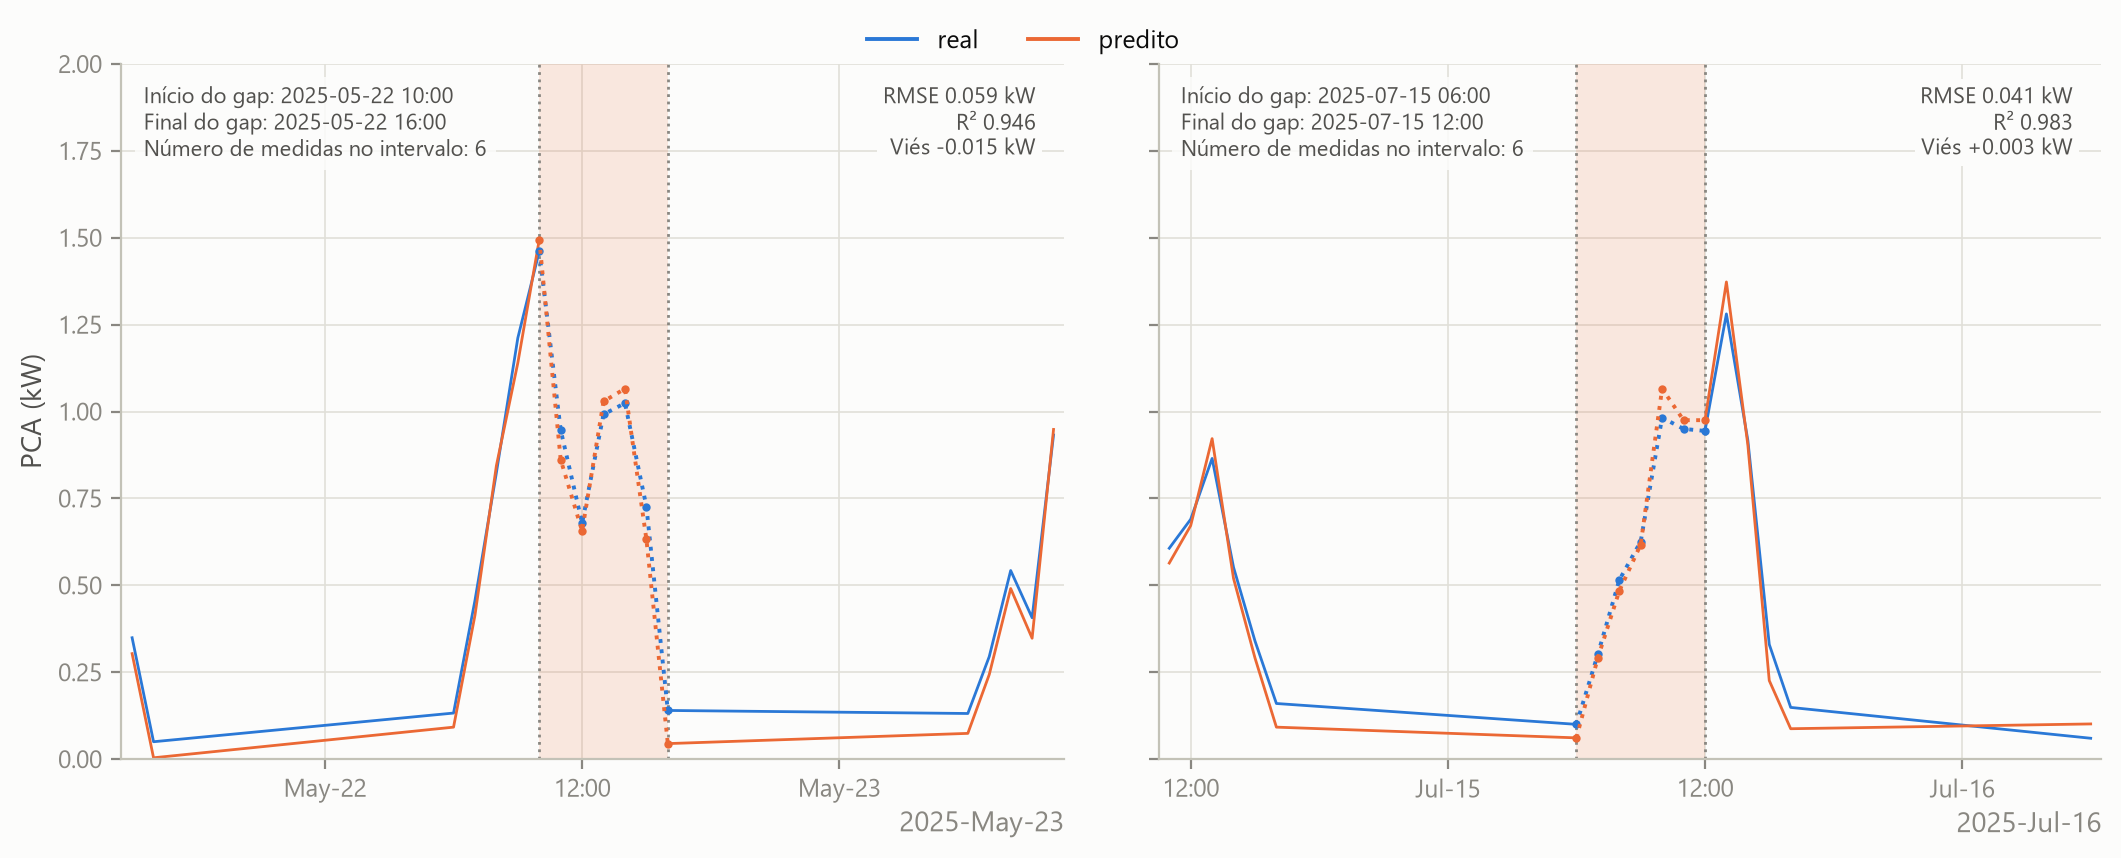 real
predito
PCA (kW)
2.00
1.75
1.50
1.25
1.00
0.75
0.50
0.25
0.00
Início do gap: 2025-05-22 10:00
Final do gap: 2025-05-22 16:00
Número de medidas no intervalo: 6
RMSE 0.059 kW
R² 0.946
Viés -0.015 kW
May-22
12:00
May-23
2025-May-23
Início do gap: 2025-07-15 06:00
Final do gap: 2025-07-15 12:00
Número de medidas no intervalo: 6
RMSE 0.041 kW
R² 0.983
Viés +0.003 kW
12:00
Jul-15
12:00
Jul-16
2025-Jul-16